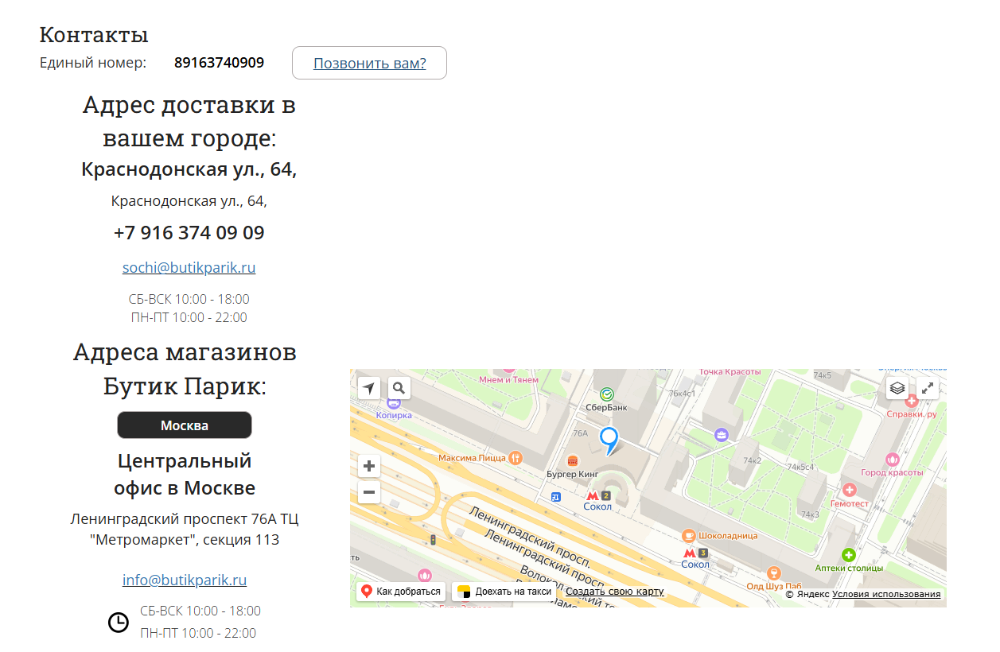 Контакты
Единый номер: 89163740909 Позвонить вам?
Адрес доставки в
вашем городе:
Краснодонская ул., 64,
Краснодонская ул., 64,
+7 916 374 09 09
sochi@butikparik.ru
СБ-ВСК 10:00 - 18:00
ПН-ПТ 10:00 - 22:00
Адреса магазинов
Бутик Парик:
Москва
Центральный
офис в Москве
Ленинградский проспект 76А ТЦ
"Метромаркет", секция 113
info@butikparik.ru
СБ-ВСК 10:00 - 18:00
ПН-ПТ 10:00 - 22:00
Точка Красоты
74к5
Мнем и Тянем
76к4с1
СберБанк
Копирка
Справки.ру
76А
Максима Пицца
74к2
74к5с4
Бургер Кинг
Город красоты
2
Сокол
Гемотест
74к3
Ленинградский просп.
Ленинградский просп.
Шоколадница
3
Сокол
Аптеки столицы
Олд Шуз Паб
Как добраться
Доехать на такси
Создать свою карту
© Яндекс Условия использования